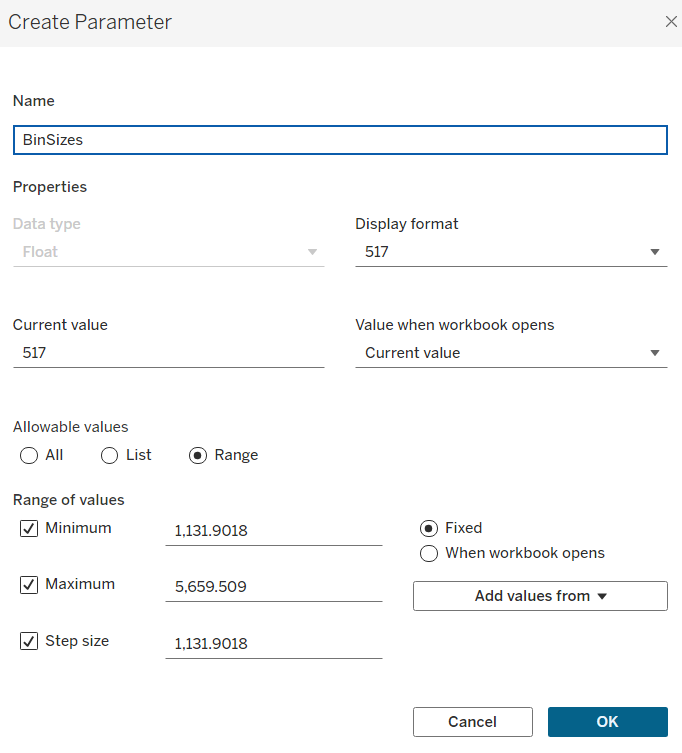 Create Parameter
Name
BinSizes
Properties
Data type
Display format
Float
517
Current value
Value when workbook opens
517
Current value
Allowable values
All
List
Range
Range of values
Minimum
1,131.9018
Fixed
When workbook opens
Maximum
5,659.509
Add values from
Step size
1,131.9018
Cancel
OK